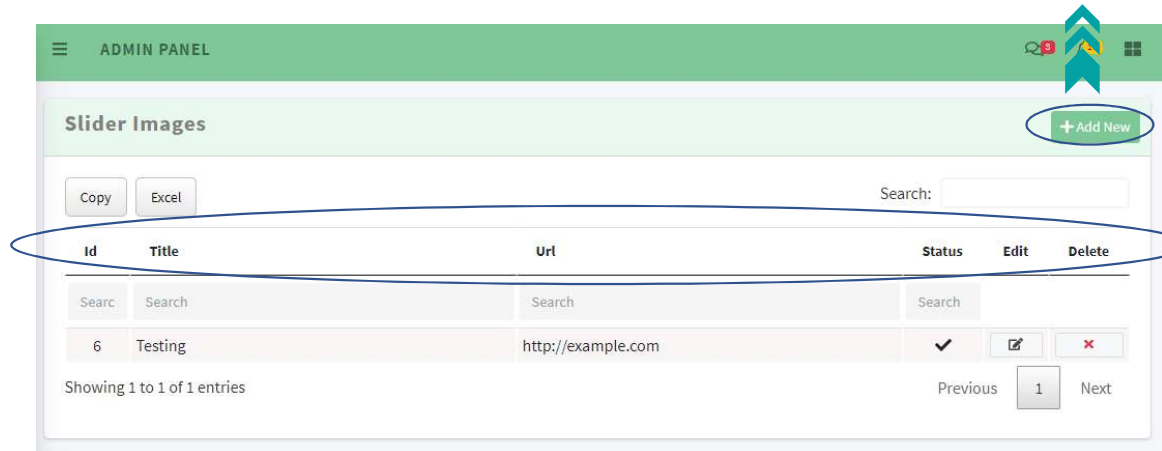 ADMIN PANEL
3
Slider Images
Add New
Copy Excel Search:
Id Title Url Status Edit Delete
Searc Search Search Search
6 Testing http://example.com
Showing 1 to 1 of 1 entries Previous 1 Next